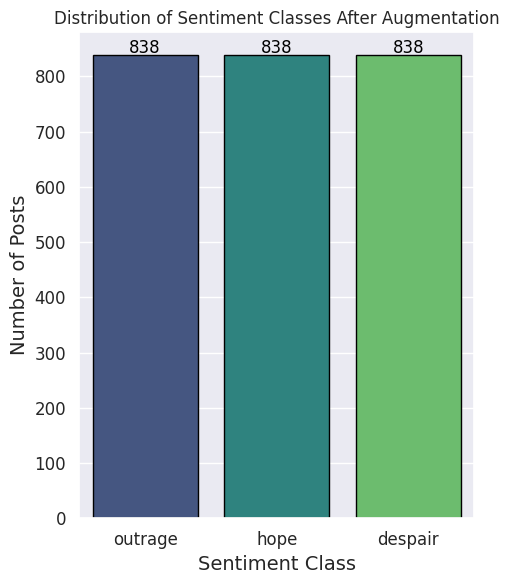 Distribution of Sentiment Classes After Augmentation
838 838 838
800
700
600
500
400
300
200
100
0
Number of Posts
outrage hope despair
Sentiment Class